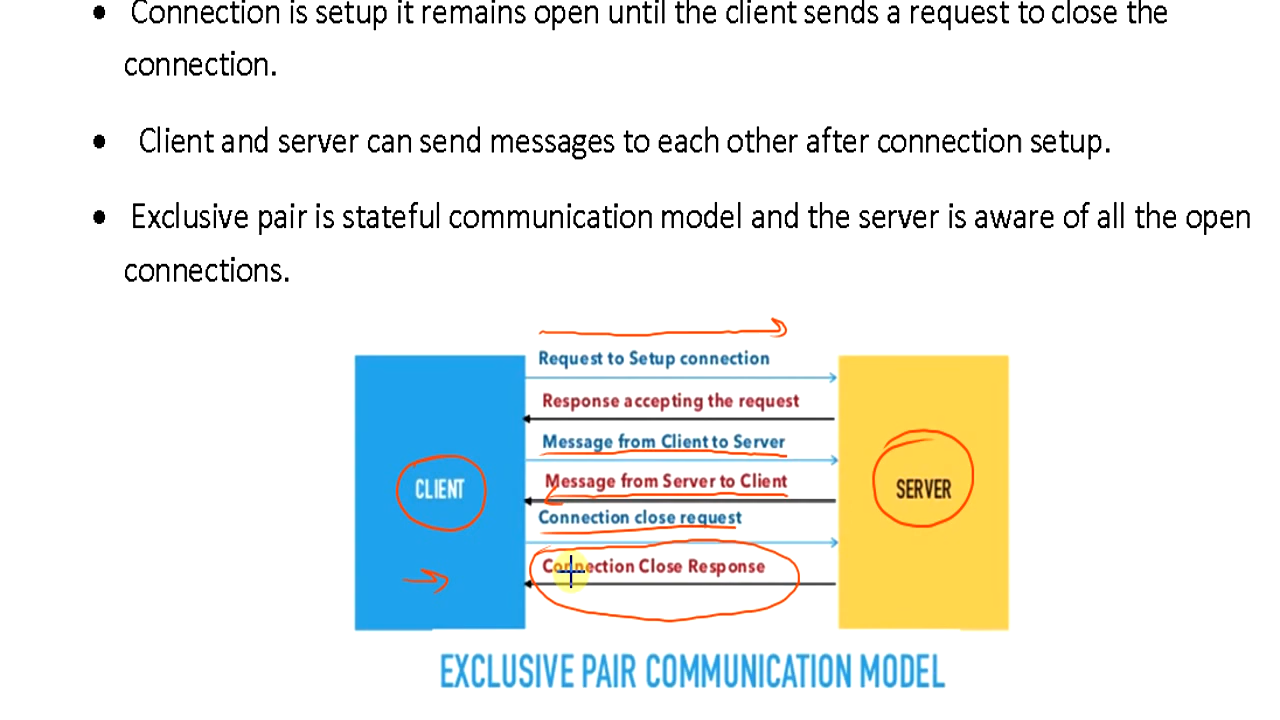 • Connection is setup it remains open until the client sends a request to close the
connection.
• Client and server can send messages to each other after connection setup.
• Exclusive pair is stateful communication model and the server is aware of all the open
connections.
Request to Setup connection
Response accepting the request
Message from Client to Server
Message from Server to Client
CLIENT
SERVER
Connection close request
Connection Close Response
EXCLUSIVE PAIR COMMUNICATION MODEL